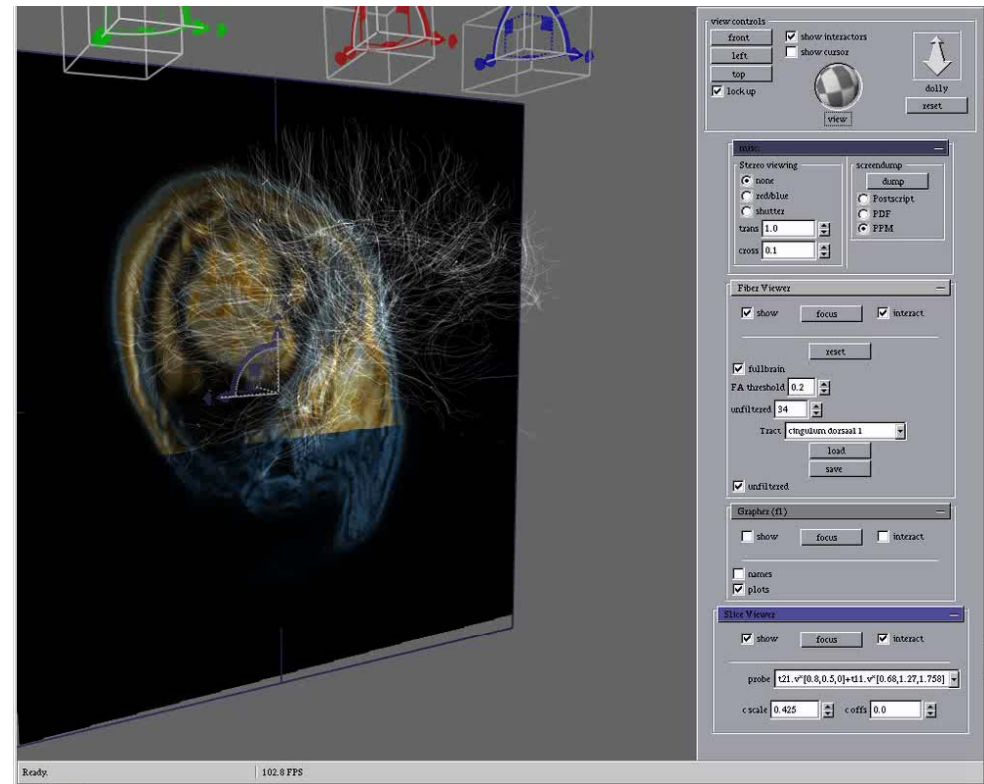 view controls
front
show interactors
left
show cursor
top
lock up
view
dolly
reset
misc
Stereo viewing
none
red/blue
shutter
trans 1.0
cross 0.1
screendump
dump
Postscript
PDF
PPM
Fiber Viewer
show focus interact
reset
fullbrain
FA threshold 0.2
unfiltered 34
Tract cingulum dorsaal l
load
save
unfiltered
Grapher (f1)
show focus interact
names
plots
Slice Viewer
show focus interact
probe t21.v*[0.8,0.5,0]+t11.v*[0.68,1.27,1.758]
c scale 0.425 c offs 0.0
Ready. 102.8 FPS